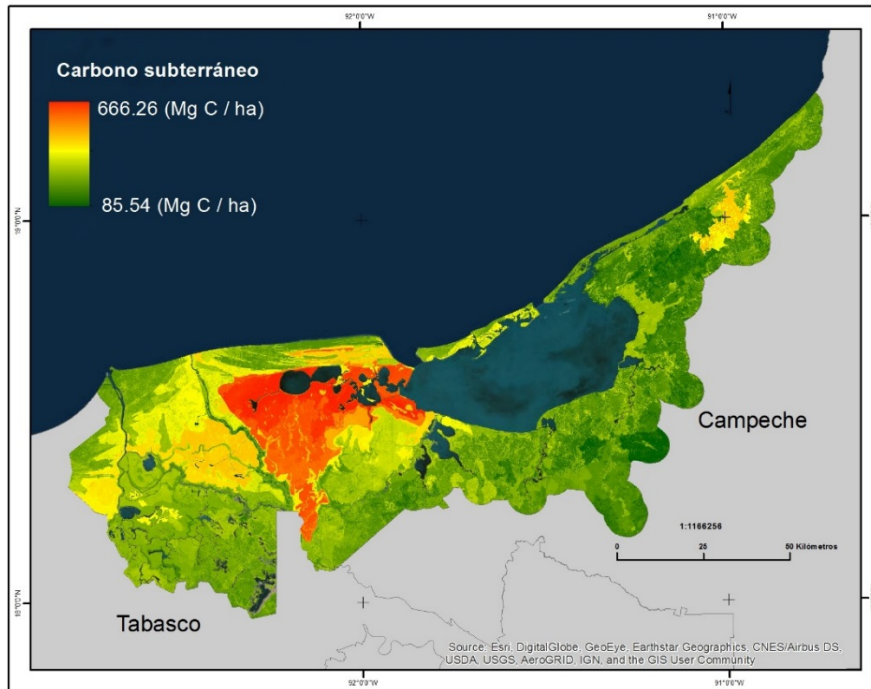 92°0'0"W
91°0'0"W
Carbono subterráneo
666.26 (Mg C / ha)
85.54 (Mg C / ha)
19°0'0"N
Campeche
1:1166256
0 25 50 Kilómetros
18°0'0"N
Tabasco
Source: Esri, DigitalGlobe, GeoEye, Earthstar Geographics, CNES/Airbus DS,
USDA, USGS, AeroGRID, IGN, and the GIS User Community
92°0'0"W
91°0'0"W